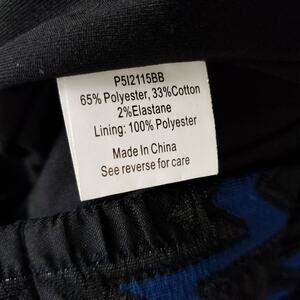 P5I2115BB
65% Polyester, 33%Cotton
2%Elastane
Lining: 100% Polyester
Made In China
See reverse for care